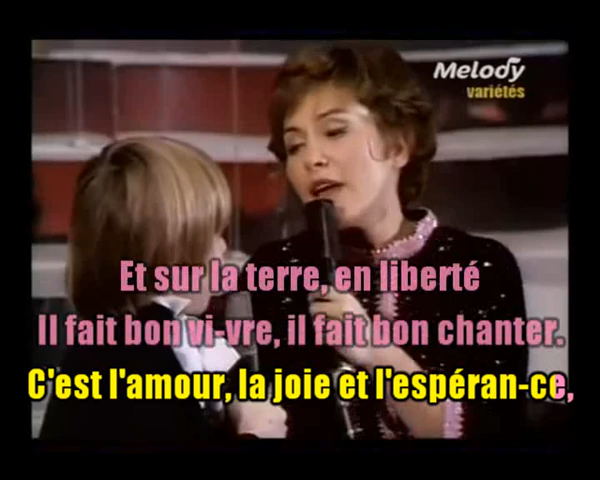 Melody
variétés
Et sur la terre, en liberté
Il fait bon vi-vre, il fait bon chanter.
C'est l'amour, la joie et l'espéran-ce,